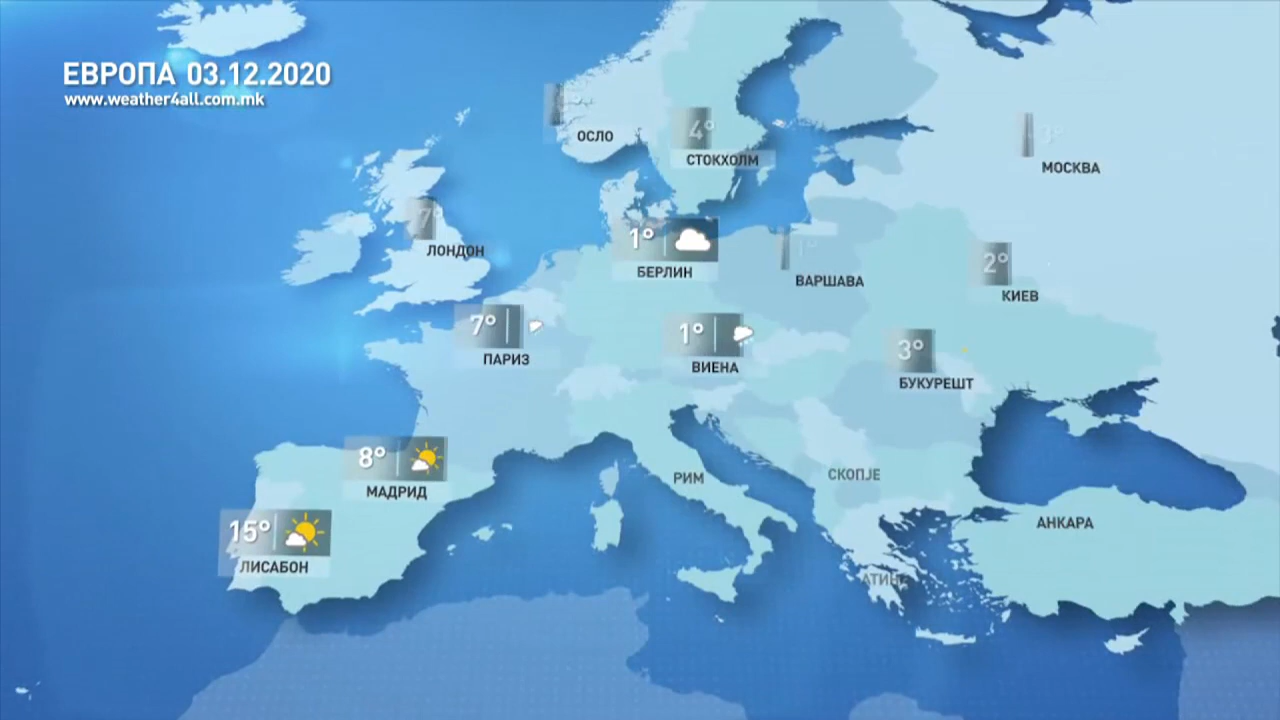 ЕВРОПА 03.12.2020
www.weather4all.com.mk
ОСЛО
4°
СТОКХОЛМ
3°
МОСКВА
7°
ЛОНДОН
1°
БЕРЛИН
ВАРШАВА
2°
КИЕВ
7°
ПАРИЗ
1°
ВИЕНА
3°
БУКУРЕШТ
8°
МАДРИД
РИМ
СКОПЈЕ
15°
ЛИСАБОН
АНКАРА
АТИНА